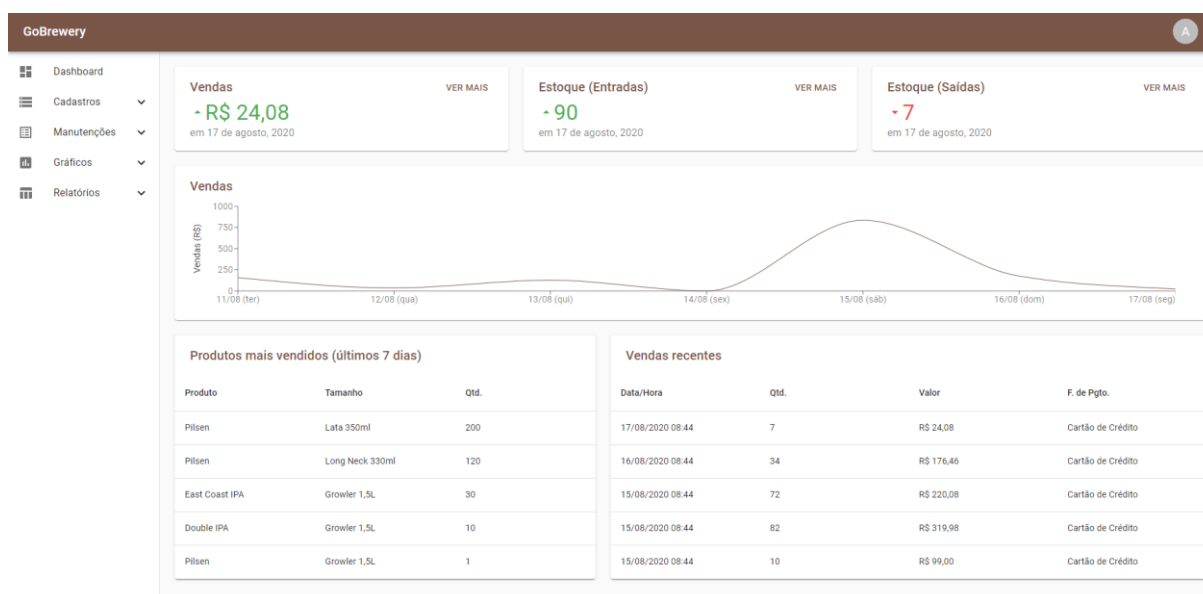 GoBrewery
A
Dashboard
Cadastros
Manutenções
Gráficos
Relatórios
Vendas VER MAIS
R$ 24,08
em 17 de agosto, 2020
Estoque (Entradas) VER MAIS
90
em 17 de agosto, 2020
Estoque (Saídas) VER MAIS
7
em 17 de agosto, 2020
Vendas
Vendas (R$)
1000
750
500
250
0
11/08 (ter) 12/08 (qua) 13/08 (qui) 14/08 (sex) 15/08 (sáb) 16/08 (dom) 17/08 (seg)
Produtos mais vendidos (últimos 7 dias)
Produto Tamanho Qtd.
Pilsen Lata 350ml 200
Pilsen Long Neck 330ml 120
East Coast IPA Growler 1,5L 30
Double IPA Growler 1,5L 10
Pilsen Growler 1,5L 1
Vendas recentes
Data/Hora Qtd. Valor F. de Pgto.
17/08/2020 08:44 7 R$ 24,08 Cartão de Crédito
16/08/2020 08:44 34 R$ 176,46 Cartão de Crédito
15/08/2020 08:44 72 R$ 220,08 Cartão de Crédito
15/08/2020 08:44 82 R$ 319,98 Cartão de Crédito
15/08/2020 08:44 10 R$ 99,00 Cartão de Crédito